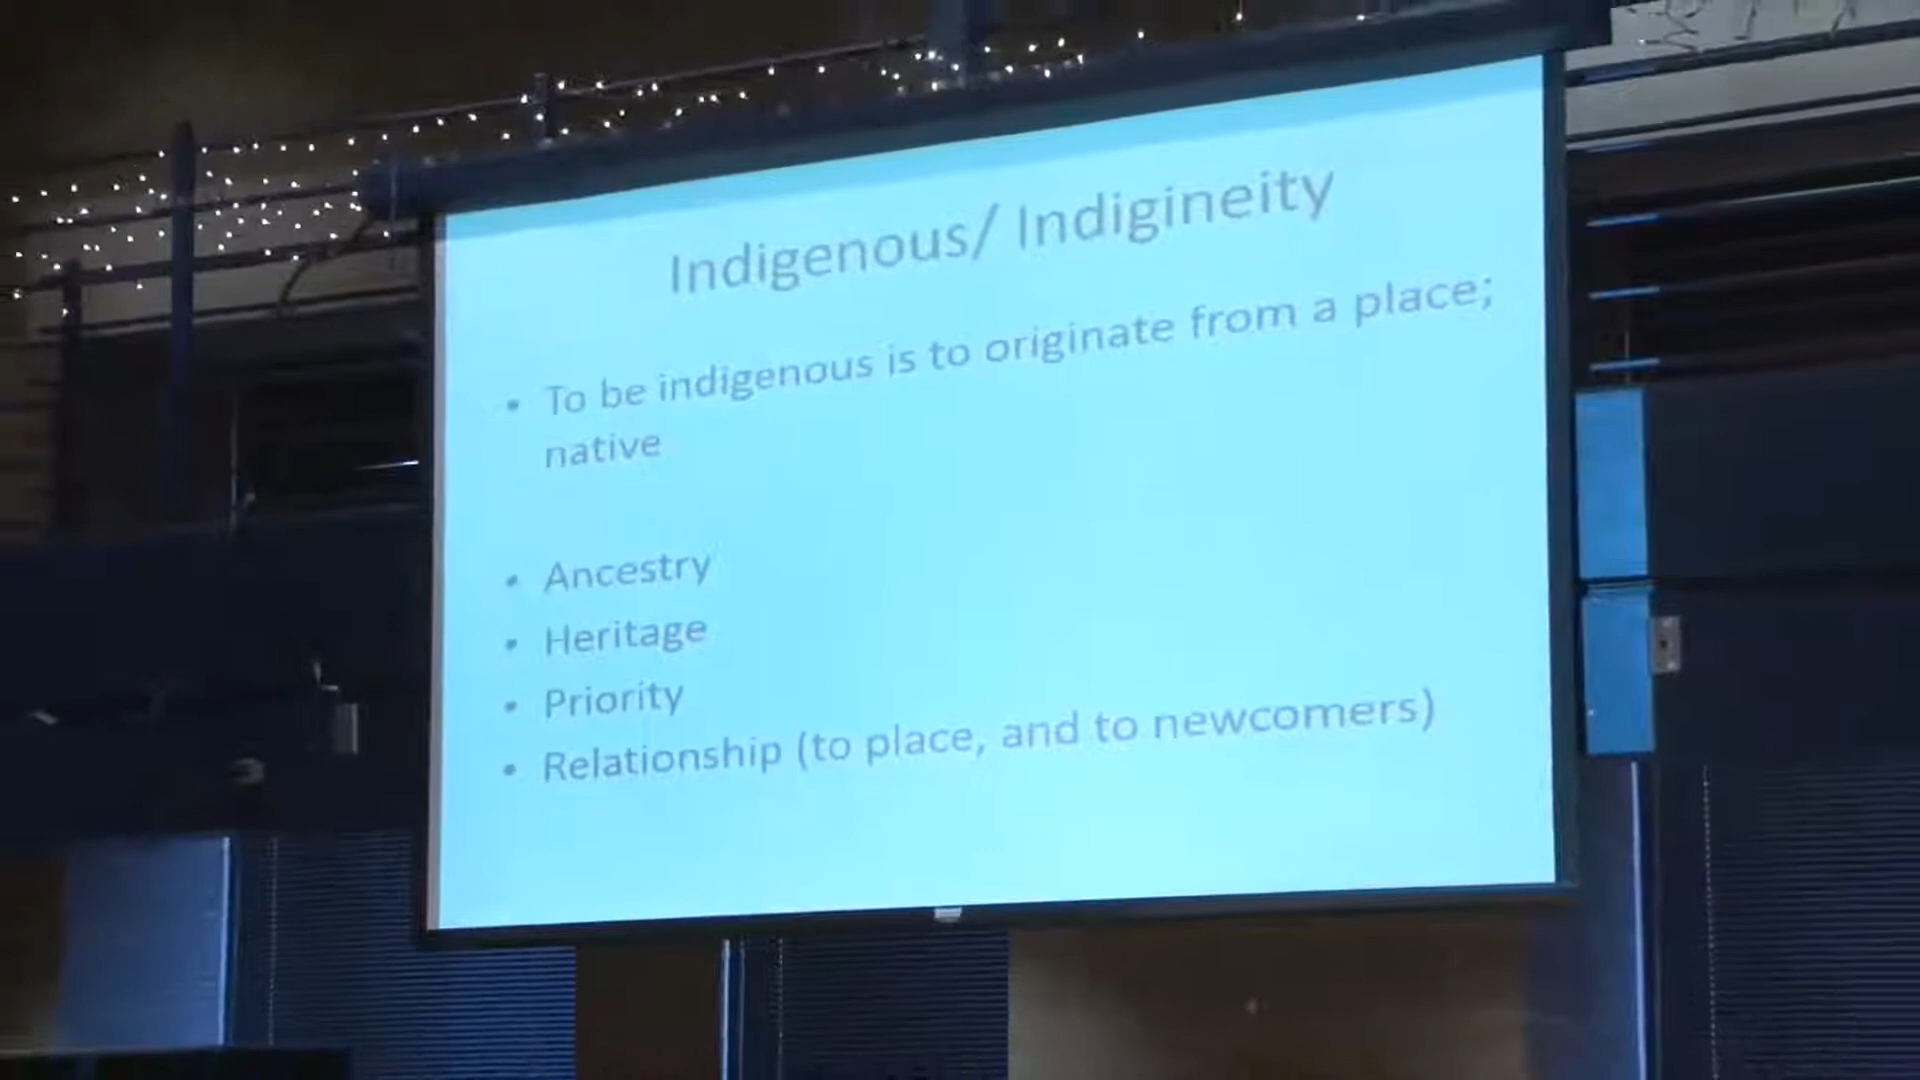 Indigenous/ Indigineity
• To be indigenous is to originate from a place;
native
• Ancestry
• Heritage
• Priority
• Relationship (to place, and to newcomers)